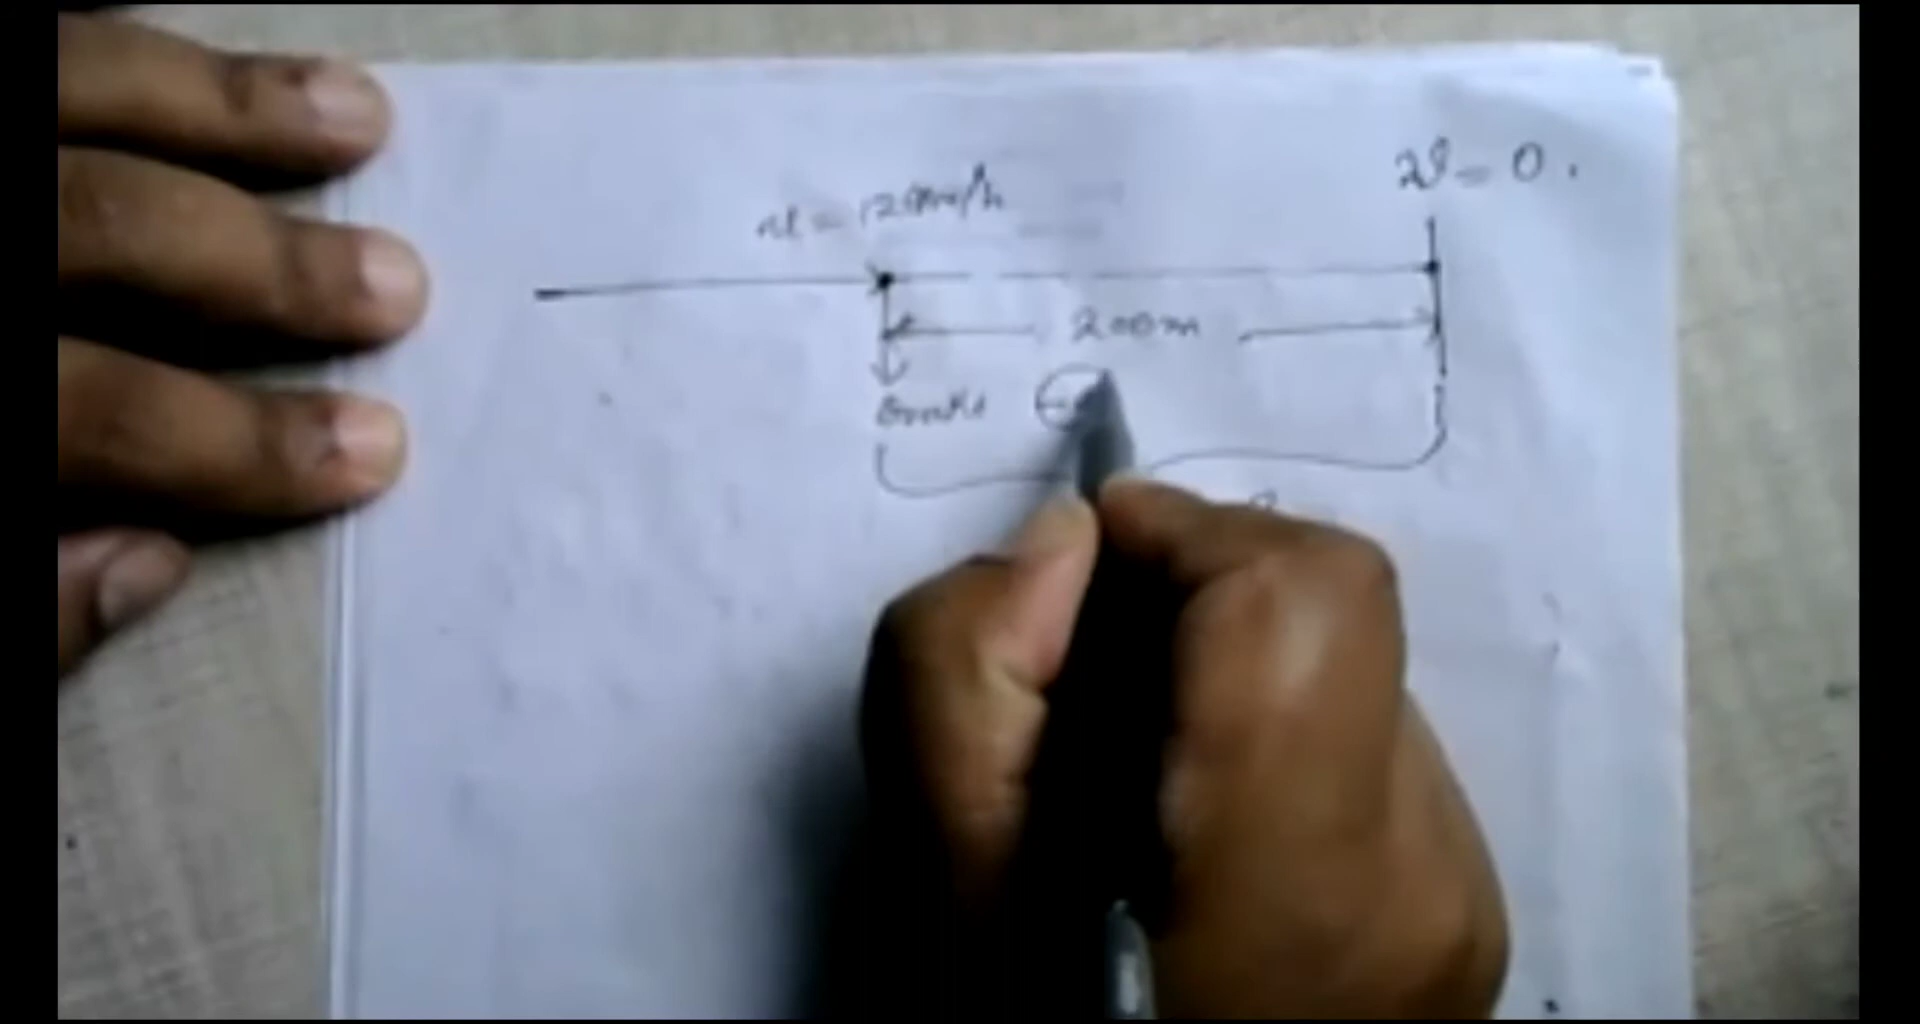 v = 0.
u = 120km/h
200m
Brake